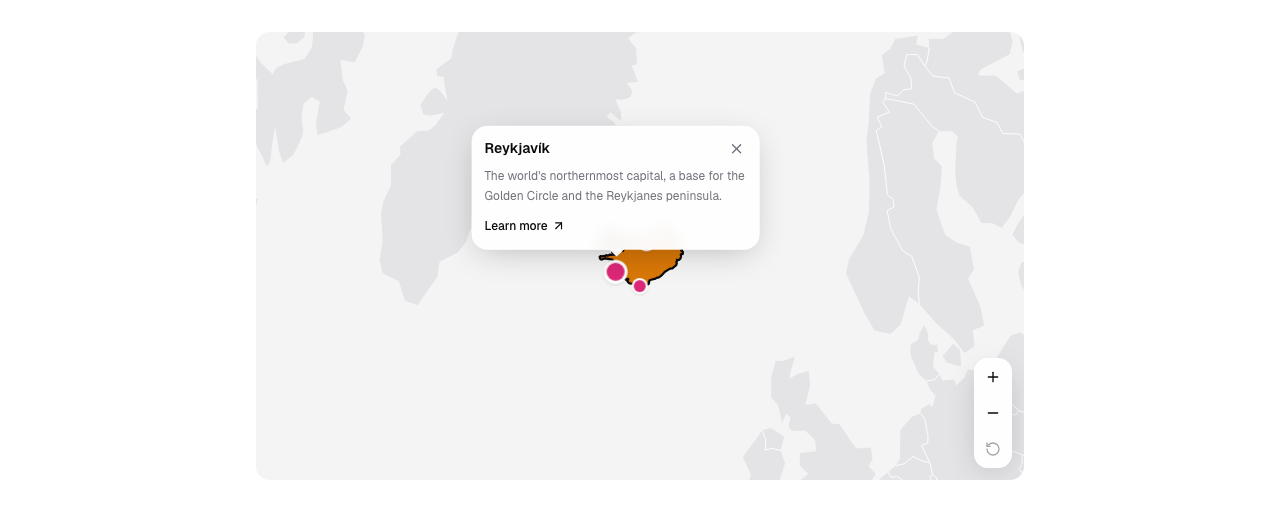 Reykjavík
The world's northernmost capital, a base for the
Golden Circle and the Reykjanes peninsula.
Learn more